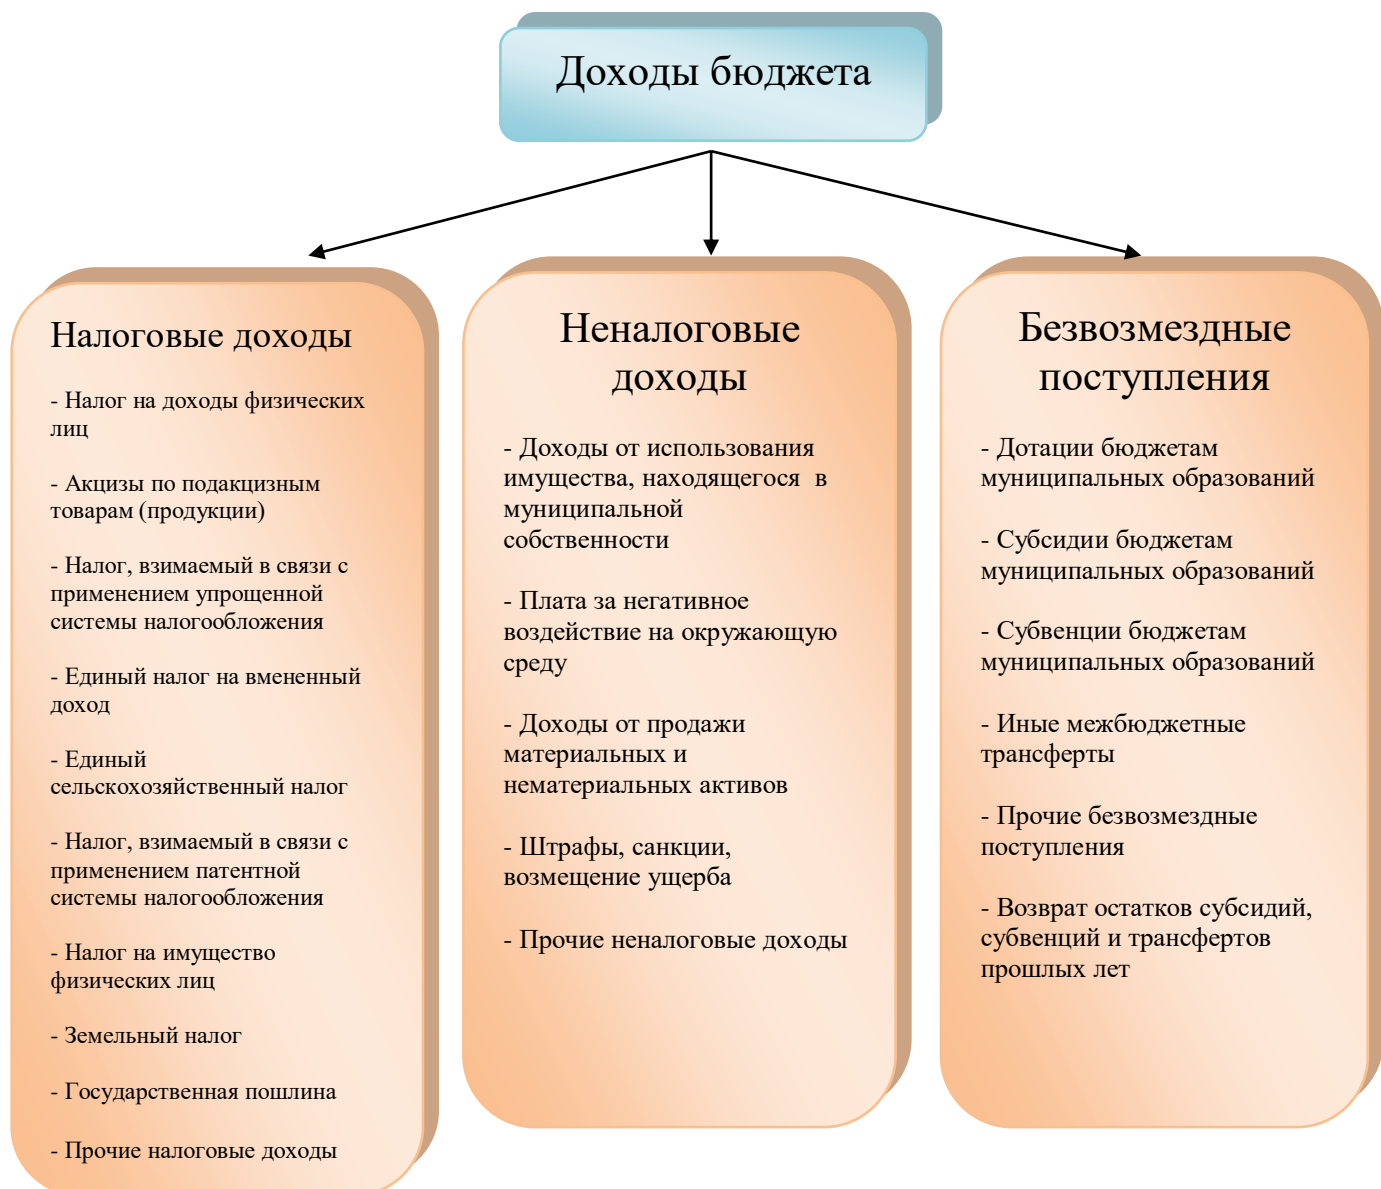 Доходы бюджета
Налоговые доходы
- Налог на доходы физических
лиц
- Акцизы по подакцизным
товарам (продукции)
- Налог, взимаемый в связи с
применением упрощенной
системы налогообложения
- Единый налог на вмененный
доход
- Единый
сельскохозяйственный налог
- Налог, взимаемый в связи с
применением патентной
системы налогообложения
- Налог на имущество
физических лиц
- Земельный налог
- Государственная пошлина
- Прочие налоговые доходы
Неналоговые
доходы
- Доходы от использования
имущества, находящегося  в
муниципальной
собственности
- Плата за негативное
воздействие на окружающую
среду
- Доходы от продажи
материальных и
нематериальных активов
- Штрафы, санкции,
возмещение ущерба
- Прочие неналоговые доходы
Безвозмездные
поступления
- Дотации бюджетам
муниципальных образований
- Субсидии бюджетам
муниципальных образований
- Субвенции бюджетам
муниципальных образований
- Иные межбюджетные
трансферты
- Прочие безвозмездные
поступления
- Возврат остатков субсидий,
субвенций и трансфертов
прошлых лет